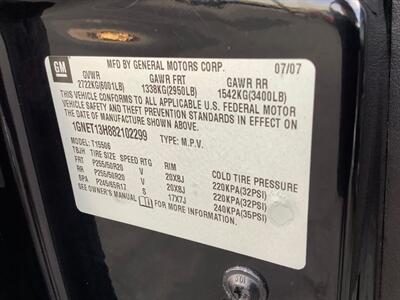 GM
MFD BY GENERAL MOTORS CORP. 07/07
GVWR GAWR FRT GAWR RR
2722KG(6001LB) 1338KG(2950LB) 1542KG(3400LB)
THIS VEHICLE CONFORMS TO ALL APPLICABLE U.S. FEDERAL MOTOR
VEHICLE SAFETY AND THEFT PREVENTION STANDARDS IN EFFECT ON
THE DATE OF MANUFACTURE SHOWN ABOVE.
1GNET13H882102299 TYPE: M.P.V.
MODEL: T15506
TBJH TIRE SIZE SPEED RTG RIM COLD TIRE PRESSURE
FRT P255/50R20 V 20X8J 220KPA(32PSI)
RR P255/50R20 V 20X8J 220KPA(32PSI)
SPA P245/65R17 S 17X7J 240KPA(35PSI)
SEE OWNER'S MANUAL FOR MORE INFORMATION.